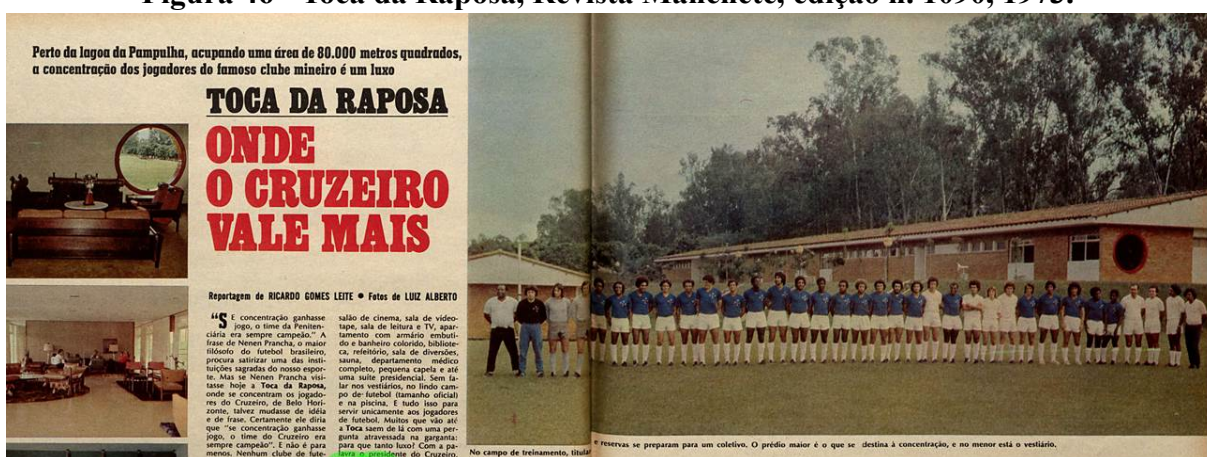 Figura 46 - Toca da Raposa, Revista Manchete, edição n. 1090, 1973.
Perto da lagoa da Pampulha, acupando uma área de 80.000 metros quadrados,
a concentração dos jogadores do famoso clube mineiro é um luxo
TOCA DA RAPOSA
ONDE
O CRUZEIRO
VALE MAIS
Reportagem de RICARDO GOMES LEITE ● Fotos de LUIZ ALBERTO
“SE concentração ganhasse
jogo, o time da Peniten-
ciária era sempre campeão.” A
frase de Nenen Prancha, o maior
filósofo do futebol brasileiro,
procura satirizar uma das insti-
tuições sagradas do nosso espor-
te. Mas se Nenen Prancha visi-
tasse hoje a Toca da Raposa,
onde se concentram os jogado-
res do Cruzeiro, de Belo Hori-
zonte, talvez mudasse de idéia
e de frase. Certamente ele diria
que “se concentração ganhasse
jogo, o time do Cruzeiro era
sempre campeão”. E não é para
menos. Nenhum clube de fute-
salão de cinema, sala de vídeo-
tape, sala de leitura e TV, apar-
tamento com armário embuti-
do e banheiro colorido, bibliote-
ca, refeitório, sala de diversões,
sauna, departamento médico
completo, pequena capela e até
uma suíte presidencial. Sem fa-
lar nos vestiários, no lindo cam-
po de futebol (tamanho oficial)
e na piscina. E tudo isso para
servir unicamente aos jogadores
de futebol. Muitos que vão até
a Toca saem de lá com uma per-
gunta atravessada na garganta:
para que tanto luxo? Com a pa-
lavra o presidente do Cruzeiro,
No campo de treinamento, titula
e reservas se preparam para um coletivo. O prédio maior é o que se destina à concentração, e no menor está o vestiário.